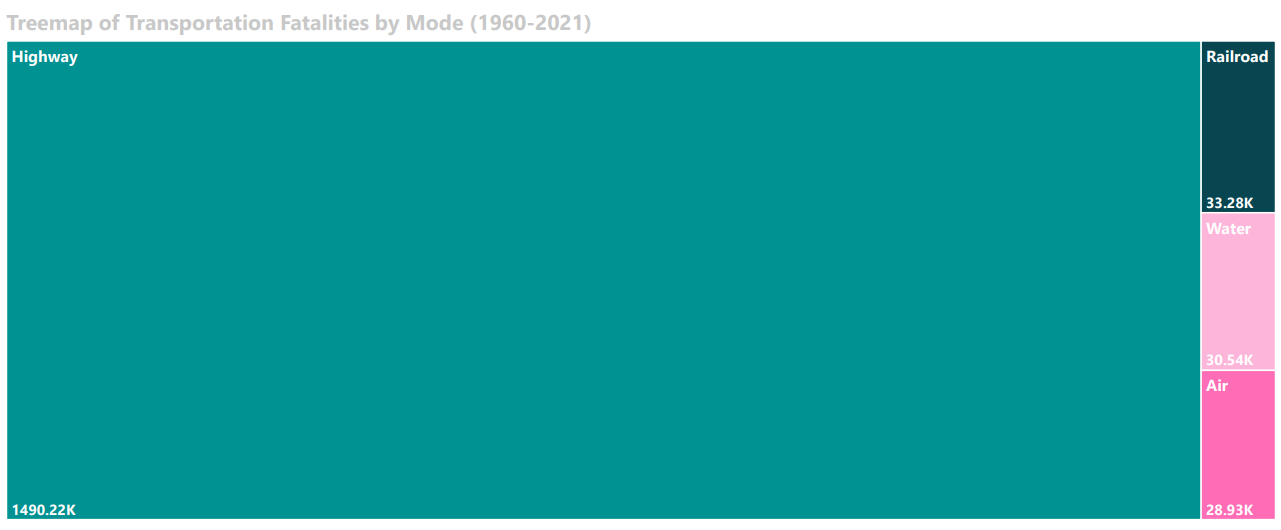 Treemap of Transportation Fatalities by Mode (1960-2021)
Highway
1490.22K
Railroad
33.28K
Water
30.54K
Air
28.93K